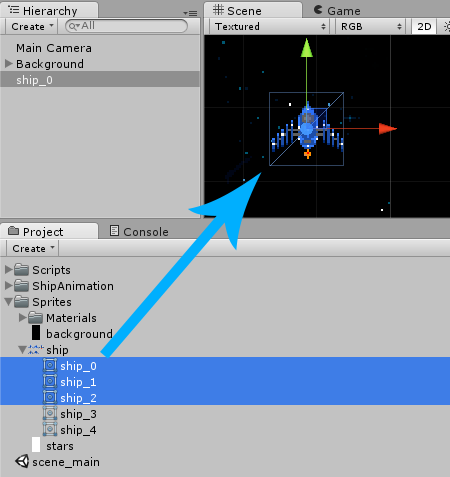 Hierarchy
Create All
Main Camera
Background
ship_0
Scene Game
Textured RGB 2D
Project Console
Create
Scripts
ShipAnimation
Sprites
Materials
background
ship
ship_0
ship_1
ship_2
ship_3
ship_4
stars
scene_main